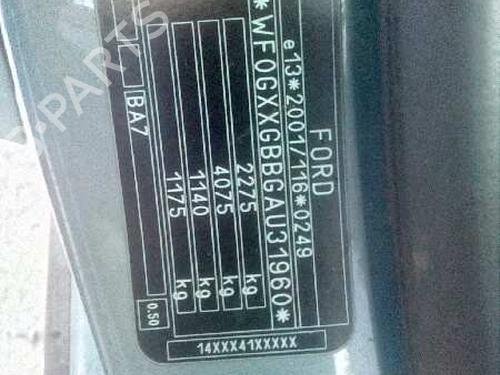 FORD
e13*2001/116*0249
*WF0GXXGBBGAU31960*
2275 kg
4075 kg
1140 kg
1175 kg
BA7
0.50
14XXX41XXXXX